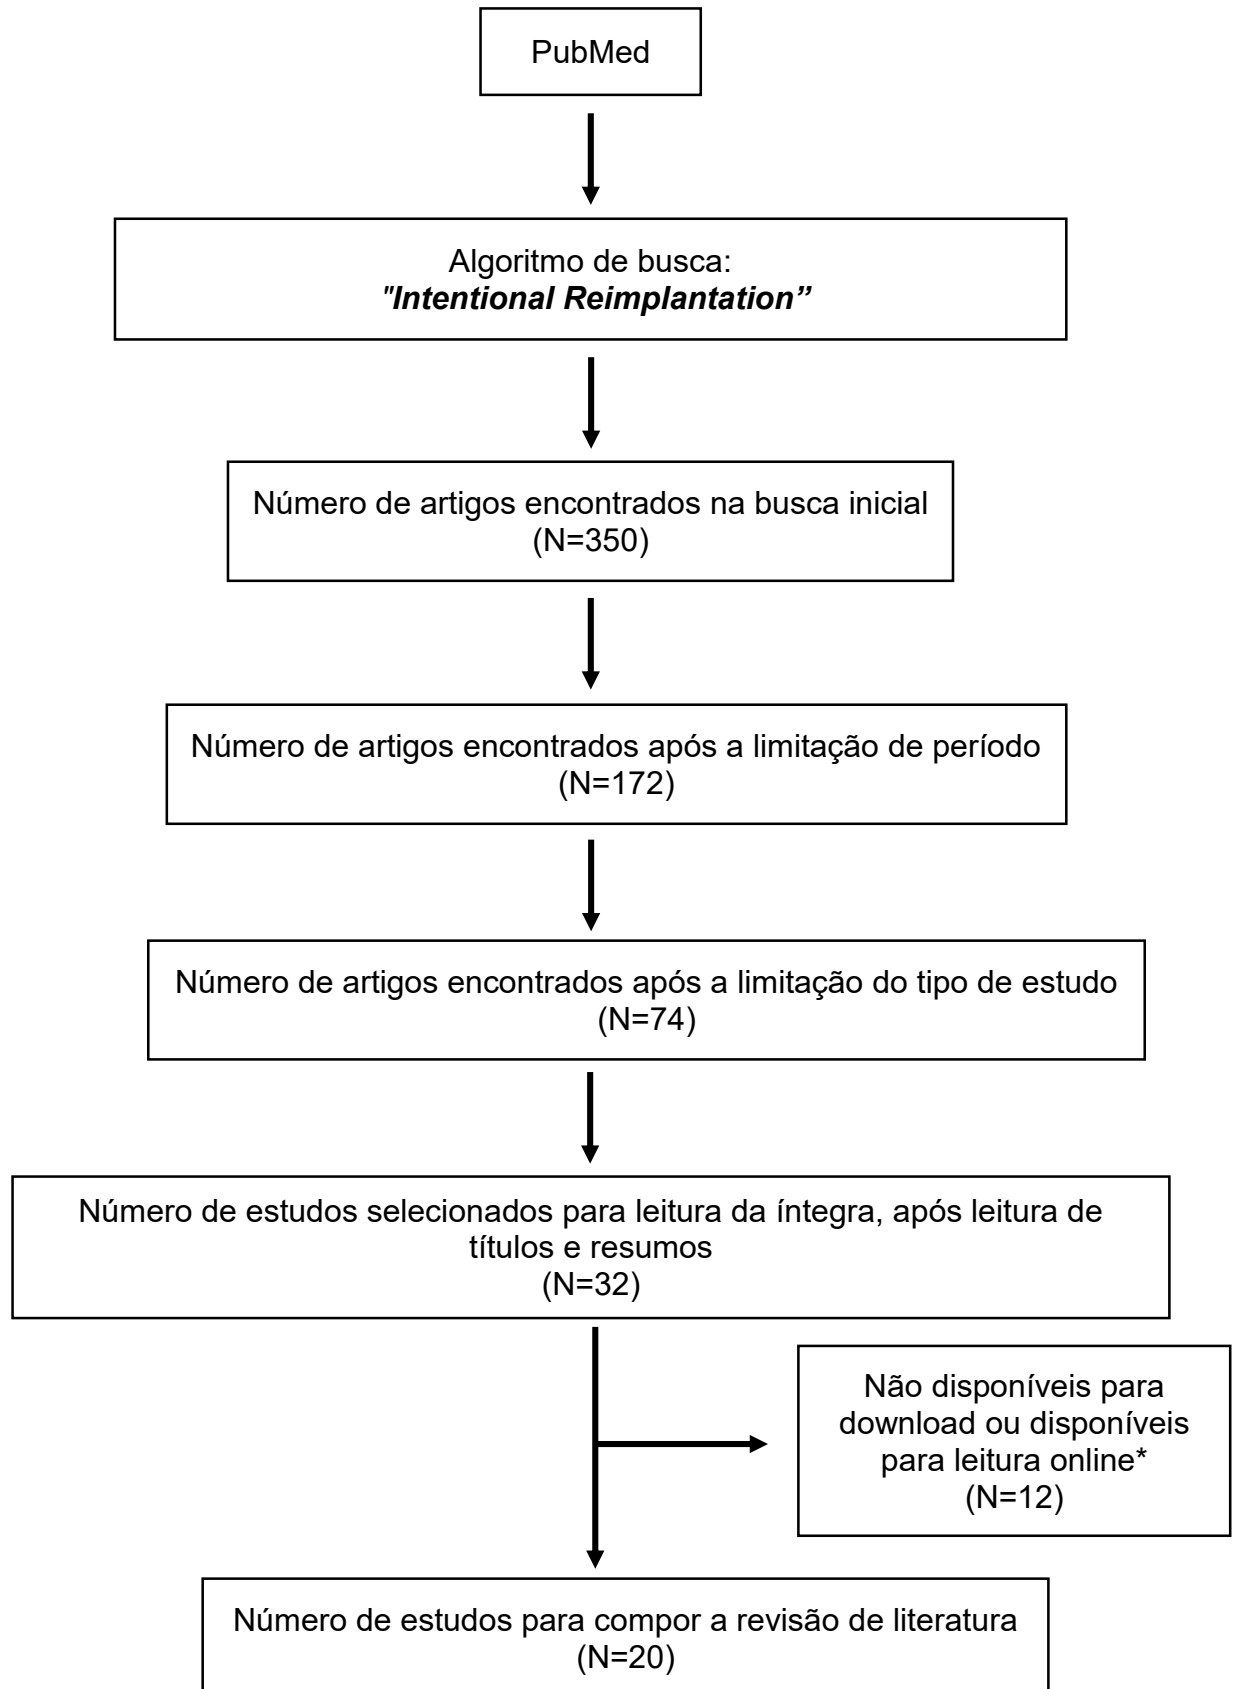 PubMed
Algoritmo de busca:
"Intentional Reimplantation”
Número de artigos encontrados na busca inicial
(N=350)
Número de artigos encontrados após a limitação de período
(N=172)
Número de artigos encontrados após a limitação do tipo de estudo
(N=74)
Número de estudos selecionados para leitura da íntegra, após leitura de
títulos e resumos
(N=32)
Não disponíveis para
download ou disponíveis
para leitura online*
(N=12)
Número de estudos para compor a revisão de literatura
(N=20)